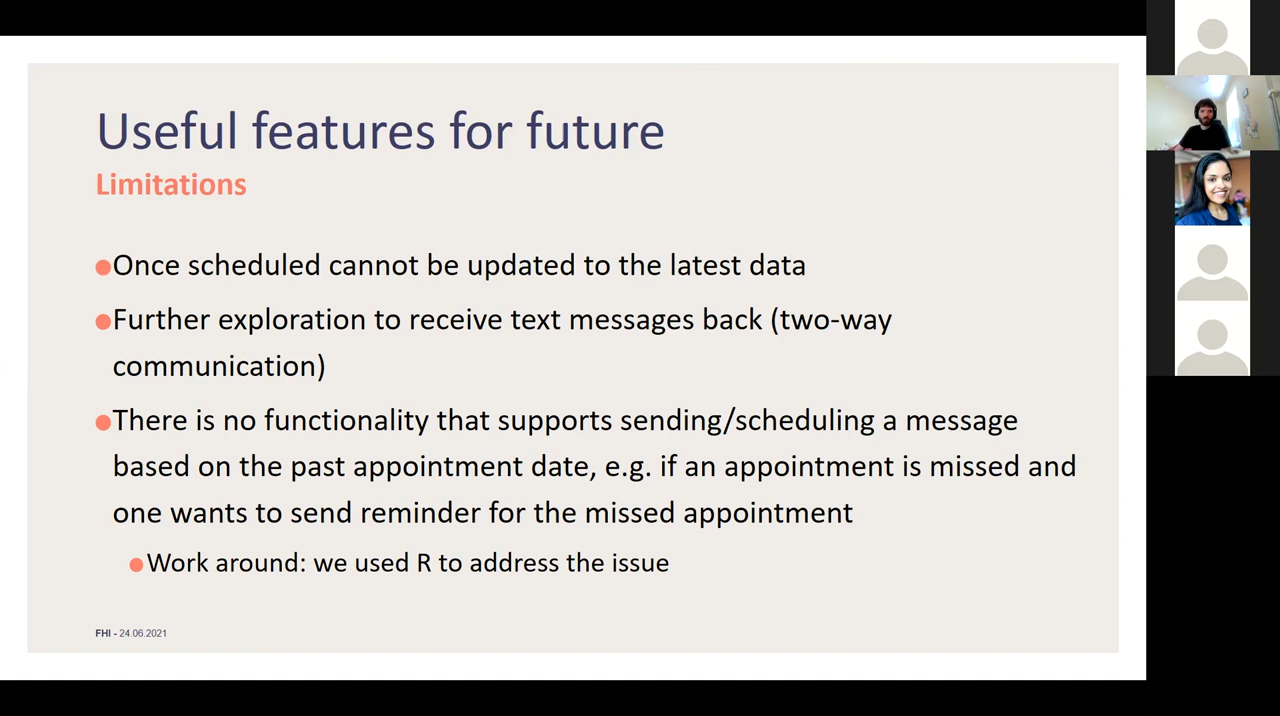 Useful features for future
Limitations
Once scheduled cannot be updated to the latest data
Further exploration to receive text messages back (two-way
communication)
There is no functionality that supports sending/scheduling a message
based on the past appointment date, e.g. if an appointment is missed and
one wants to send reminder for the missed appointment
Work around: we used R to address the issue
FHI - 24.06.2021